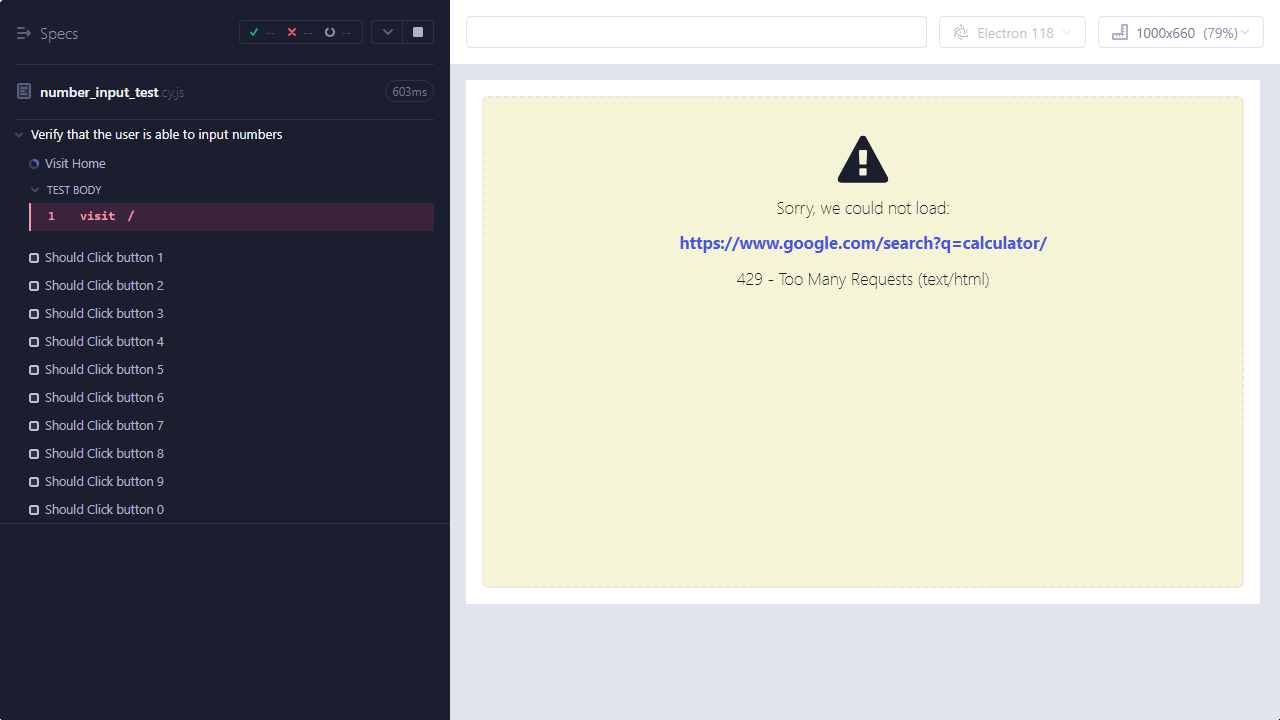 Specs
-- -- --
number_input_test.cy.js 603ms
Verify that the user is able to input numbers
Visit Home
TEST BODY
1 visit /
Should Click button 1
Should Click button 2
Should Click button 3
Should Click button 4
Should Click button 5
Should Click button 6
Should Click button 7
Should Click button 8
Should Click button 9
Should Click button 0
Electron 118
1000x660 (79%)
Sorry, we could not load:
https://www.google.com/search?q=calculator/
429 - Too Many Requests (text/html)